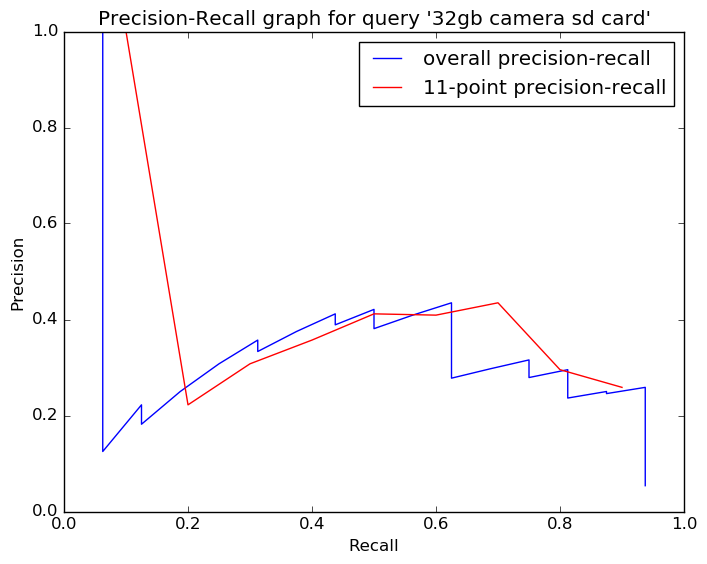 Precision-Recall graph for query '32gb camera sd card'
1.0
0.8
0.6
0.4
0.2
0.0
Precision
overall precision-recall
11-point precision-recall
0.0 0.2 0.4 0.6 0.8 1.0
Recall